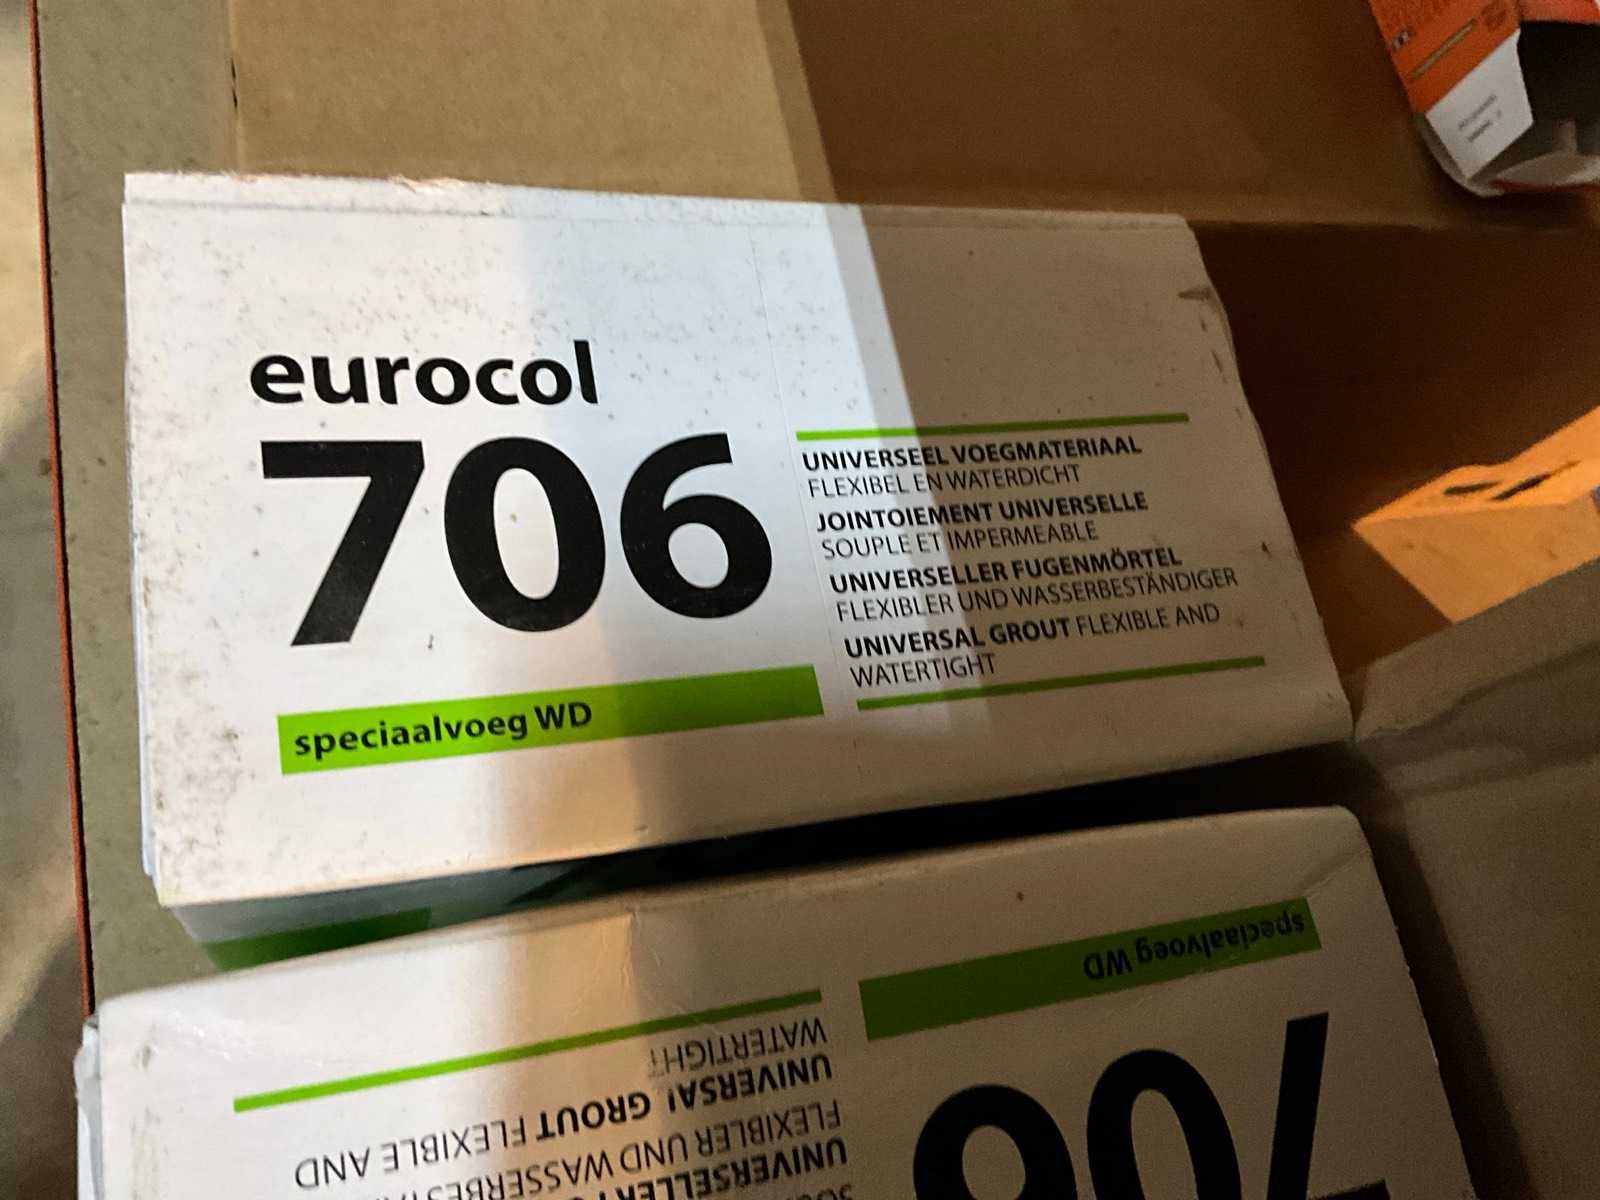 eurocol
706
speciaalvoeg WD
UNIVERSEEL VOEGMATERIAAL
FLEXIBEL EN WATERDICHT
JOINTOIEMENT UNIVERSELLE
SOUPLE ET IMPERMEABLE
UNIVERSELLER FUGENMÖRTEL
FLEXIBLER UND WASSERBESTÄNDIGER
UNIVERSAL GROUT FLEXIBLE AND
WATERTIGHT
speciaalvoeg WD
706
WATERTIGHT
UNIVERSAL GROUT FLEXIBLE AND
FLEXIBLER UND